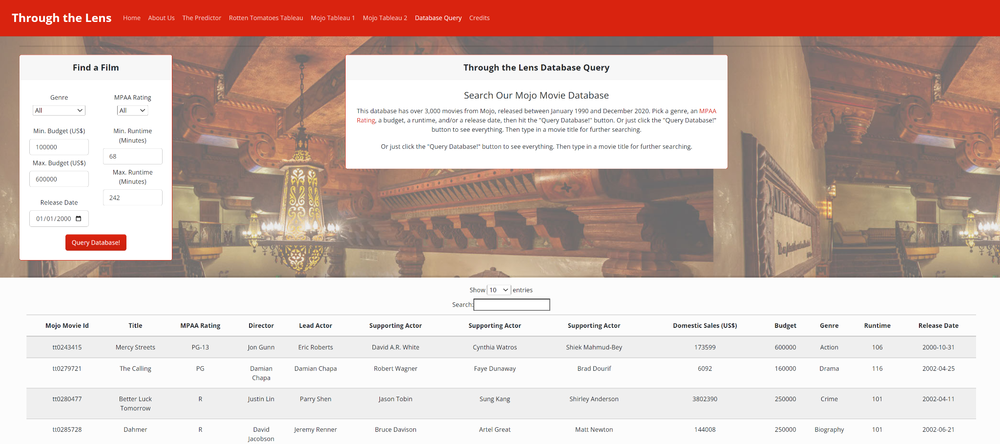 Through the Lens Home About Us The Predictor Rotten Tomatoes Tableau Mojo Tableau 1 Mojo Tableau 2 Database Query Credits
Find a Film
Genre
All
MPAA Rating
All
Min. Budget (US$)
100000
Max. Budget (US$)
600000
Release Date
01/01/2000
Min. Runtime
(Minutes)
68
Max. Runtime
(Minutes)
242
Query Database!
Through the Lens Database Query
Search Our Mojo Movie Database
This database has over 3,000 movies from Mojo, released between January 1990 and December 2020. Pick a genre, an MPAA
Rating, a budget, a runtime, and/or a release date, then hit the "Query Database!" button. Or just click the "Query Database!"
button to see everything. Then type in a movie title for further searching.
Or just click the "Query Database!" button to see everything. Then type in a movie title for further searching.
Show 10 entries
Search:
Mojo Movie Id Title MPAA Rating Director Lead Actor Supporting Actor Supporting Actor Supporting Actor Domestic Sales (US$) Budget Genre Runtime Release Date
tt0243415 Mercy Streets PG-13 Jon Gunn Eric Roberts David A.R. White Cynthia Watros Shiek Mahmud-Bey 173599 600000 Action 106 2000-10-31
tt0279721 The Calling PG Damian Chapa Damian Chapa Robert Wagner Faye Dunaway Brad Dourif 6092 160000 Drama 116 2002-04-25
tt0280477 Better Luck Tomorrow R Justin Lin Parry Shen Jason Tobin Sung Kang Shirley Anderson 3802390 250000 Crime 101 2002-04-11
tt0285728 Dahmer R David Jacobson Jeremy Renner Bruce Davison Artel Great Matt Newton 144008 250000 Biography 101 2002-06-21